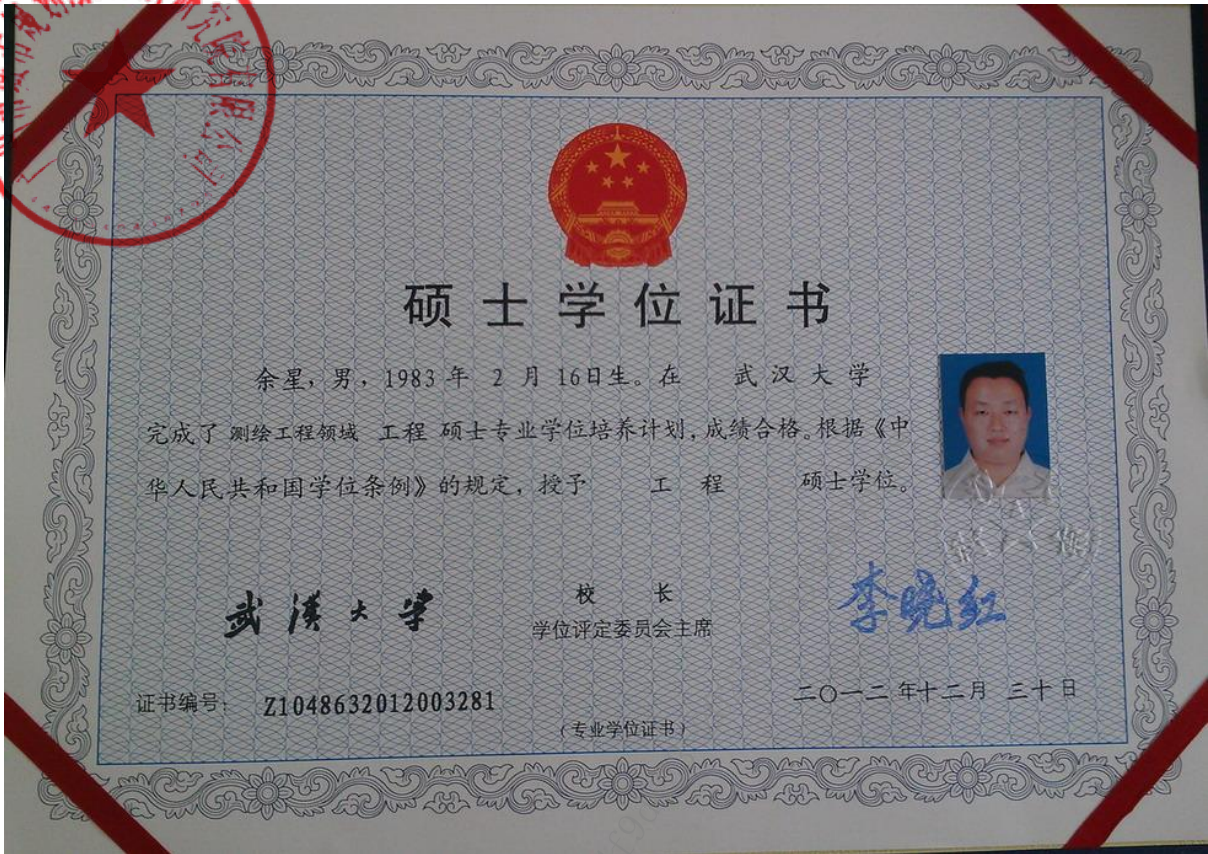 硕士学位证书
余星，男，1983年 2 月 16日生。在 武汉大学
完成了 测绘工程领域 工程 硕士专业学位培养计划，成绩合格。根据《中
华人民共和国学位条例》的规定，授予 工 程 硕士学位。
武漢大学
校 长
学位评定委员会主席
李晓红
证书编号： Z1048632012003281
二〇一二 年十二月 三十 日
（专业学位证书）